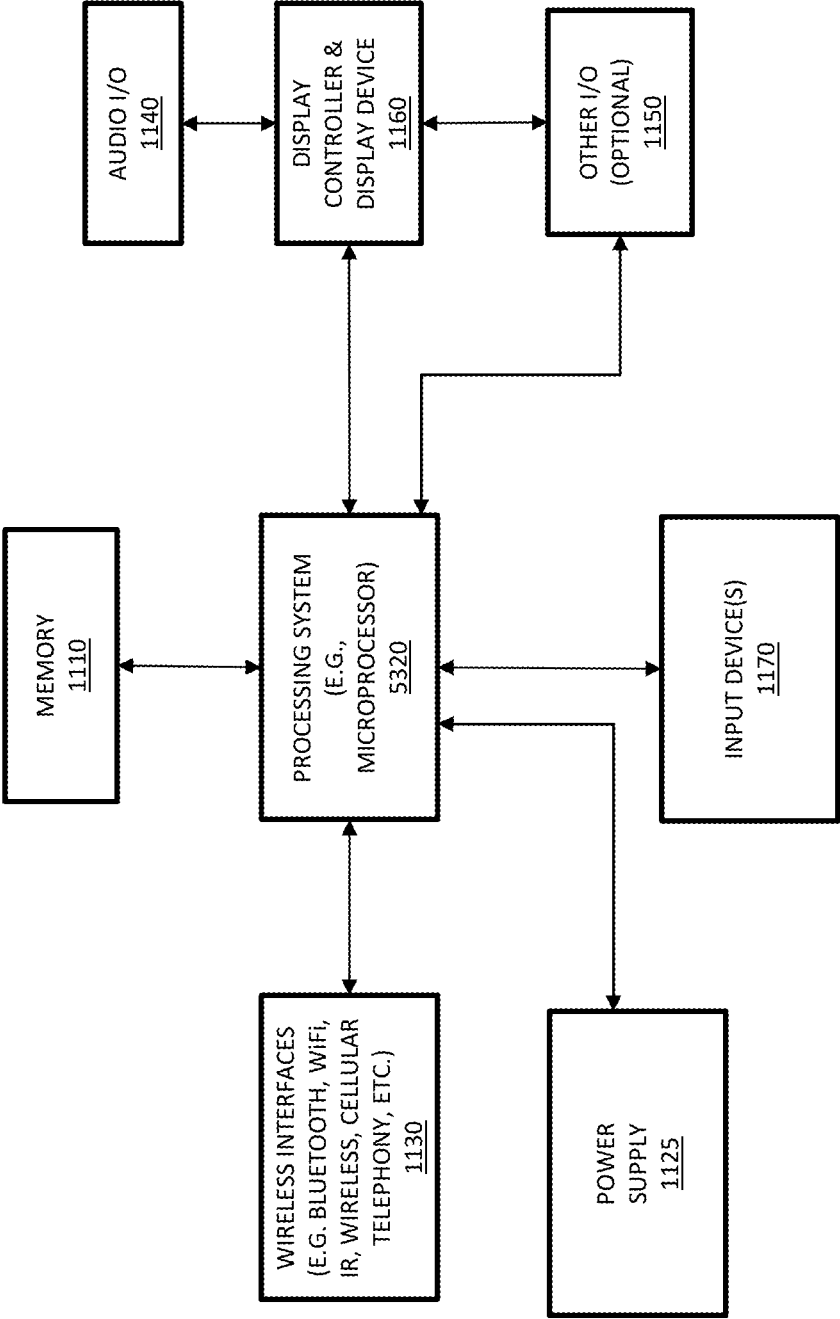 MEMORY
1110
AUDIO I/O
1140
WIRELESS INTERFACES
(E.G. BLUETOOTH, WiFi,
IR, WIRELESS, CELLULAR
TELEPHONY, ETC.)
1130
PROCESSING SYSTEM
(E.G.,
MICROPROCESSOR)
5320
DISPLAY
CONTROLLER &
DISPLAY DEVICE
1160
POWER
SUPPLY
1125
INPUT DEVICE(S)
1170
OTHER I/O
(OPTIONAL)
1150